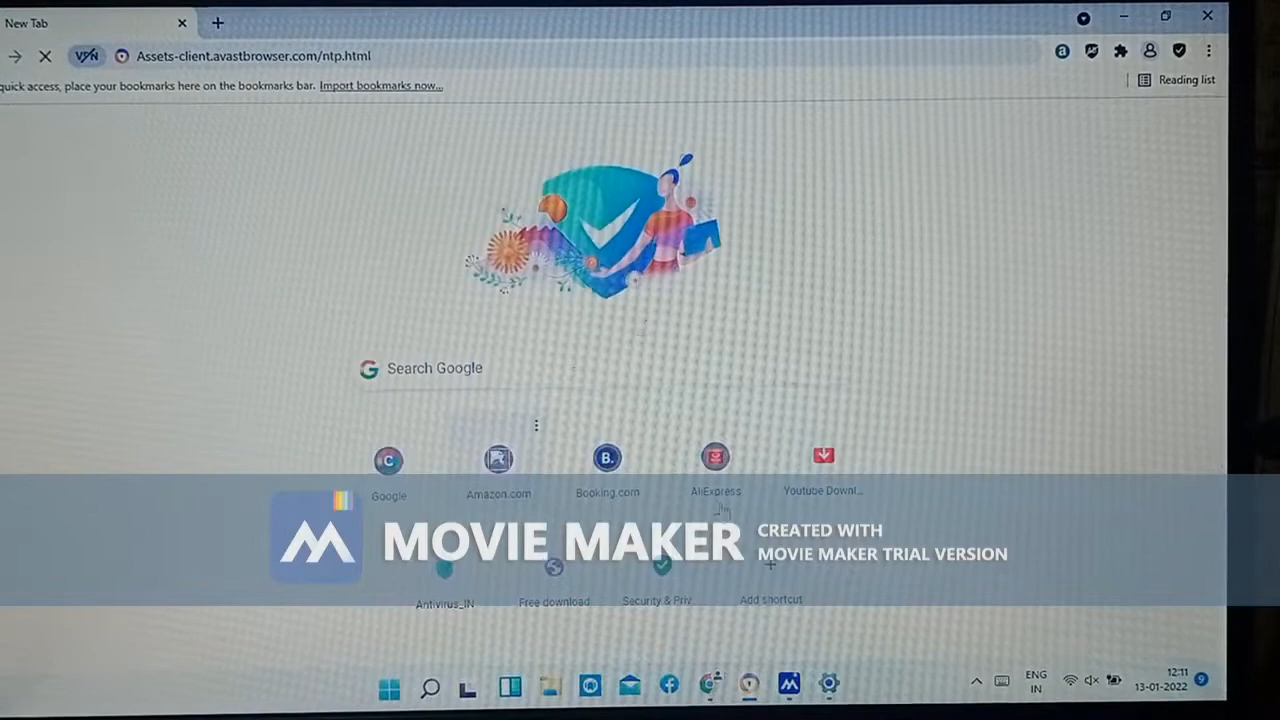 New Tab
VPN
Assets-client.avastbrowser.com/ntp.html
quick access, place your bookmarks here on the bookmarks bar. Import bookmarks now...
Reading list
Search Google
Google
Amazon.com
Booking.com
AliExpress
Youtube Downl...
MOVIE MAKER
CREATED WITH
MOVIE MAKER TRIAL VERSION
Antivirus_IN
Free download
Security & Priv...
Add shortcut
ENG
IN
12:11
13-01-2022
9